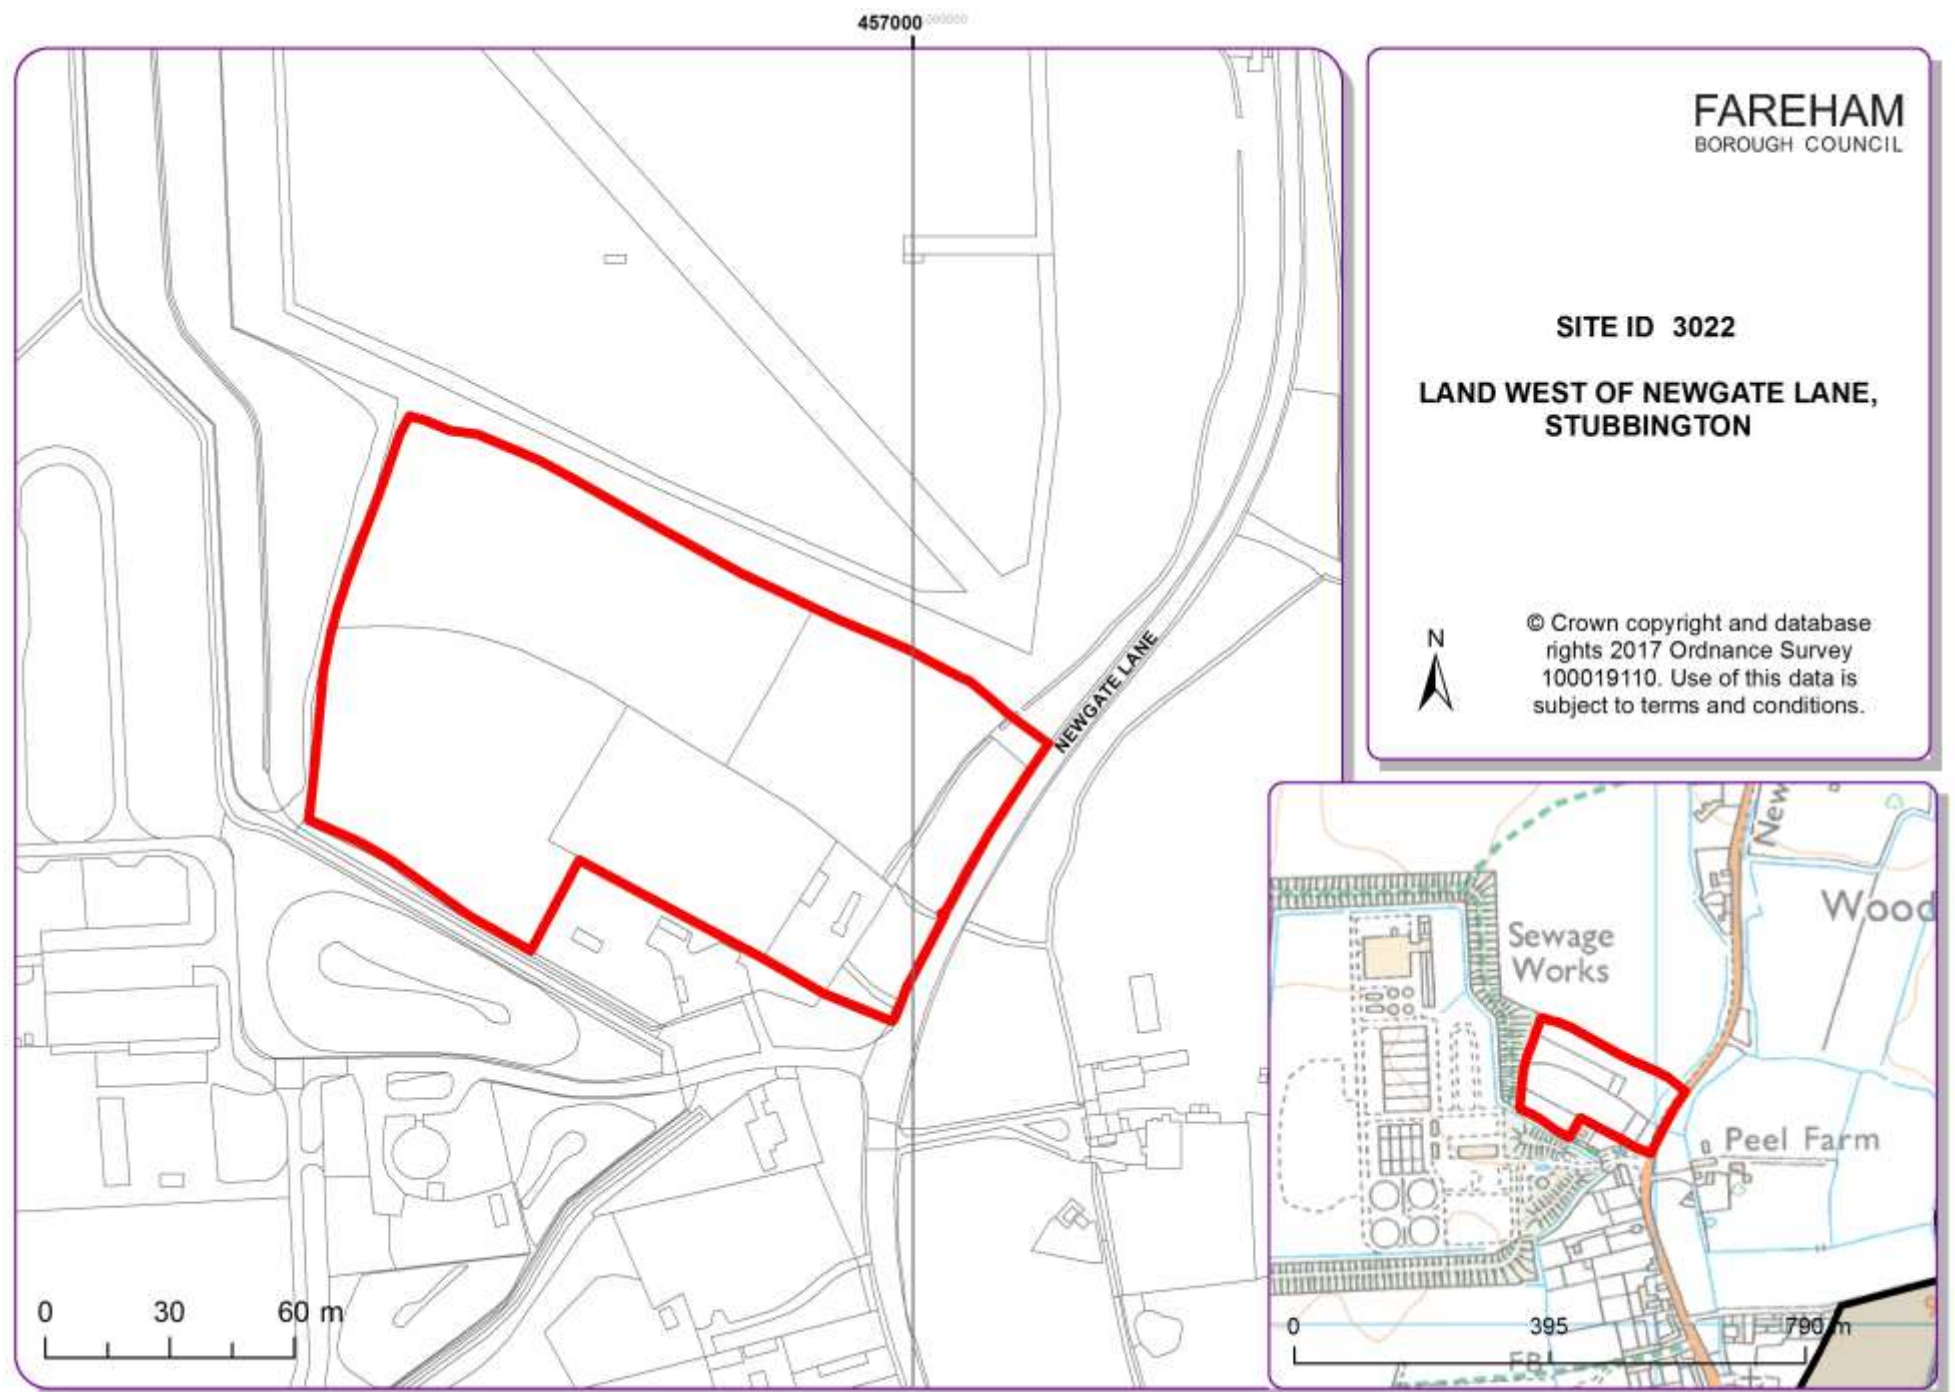 457000
FAREHAM
BOROUGH COUNCIL
SITE ID 3022
LAND WEST OF NEWGATE LANE,
STUBBINGTON
N
© Crown copyright and database
rights 2017 Ordnance Survey
100019110. Use of this data is
subject to terms and conditions.
NEWGATE LANE
0 30 60 m
New
Wood
Sewage
Works
Peel Farm
0 395 790 m
FB